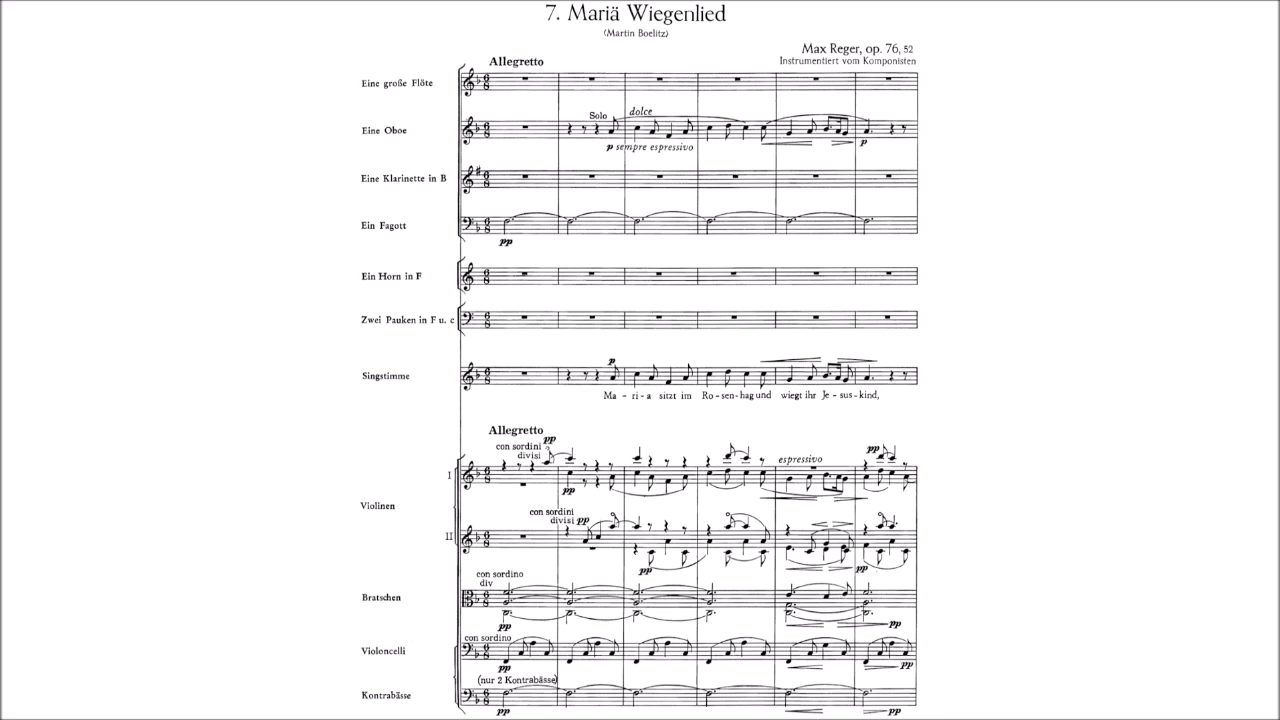 7. Mariä Wiegenlied
(Martin Boelitz)
Max Reger, op. 76, 52
Instrumentiert vom Komponisten
Allegretto
Eine große Flöte
Solo dolce
Eine Oboe
p sempre espressivo
p
Eine Klarinette in B
Ein Fagott
pp
Ein Horn in F
Zwei Pauken in F u. c
p
Singstimme
Ma - ri - a sitzt im Ro - sen - hag und wiegt ihr Je - sus - kind,
Allegretto
con sordini pp
divisi
espressivo
pp
I
pp
Violinen
con sordini
divisi pp
II
pp
pp
con sordino
div
Bratschen
pp
pp
con sordino
Violoncelli
pp
pp
(nur 2 Kontrabässe)
Kontrabässe
pp
pp